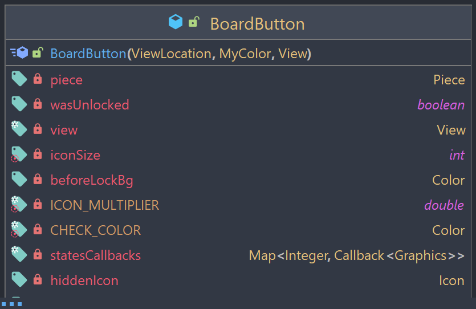 BoardButton
BoardButton(ViewLocation, MyColor, View)
piece Piece
wasUnlocked boolean
view View
iconSize int
beforeLockBg Color
ICON_MULTIPLIER double
CHECK_COLOR Color
statesCallbacks Map<Integer, Callback<Graphics>>
hiddenIcon Icon